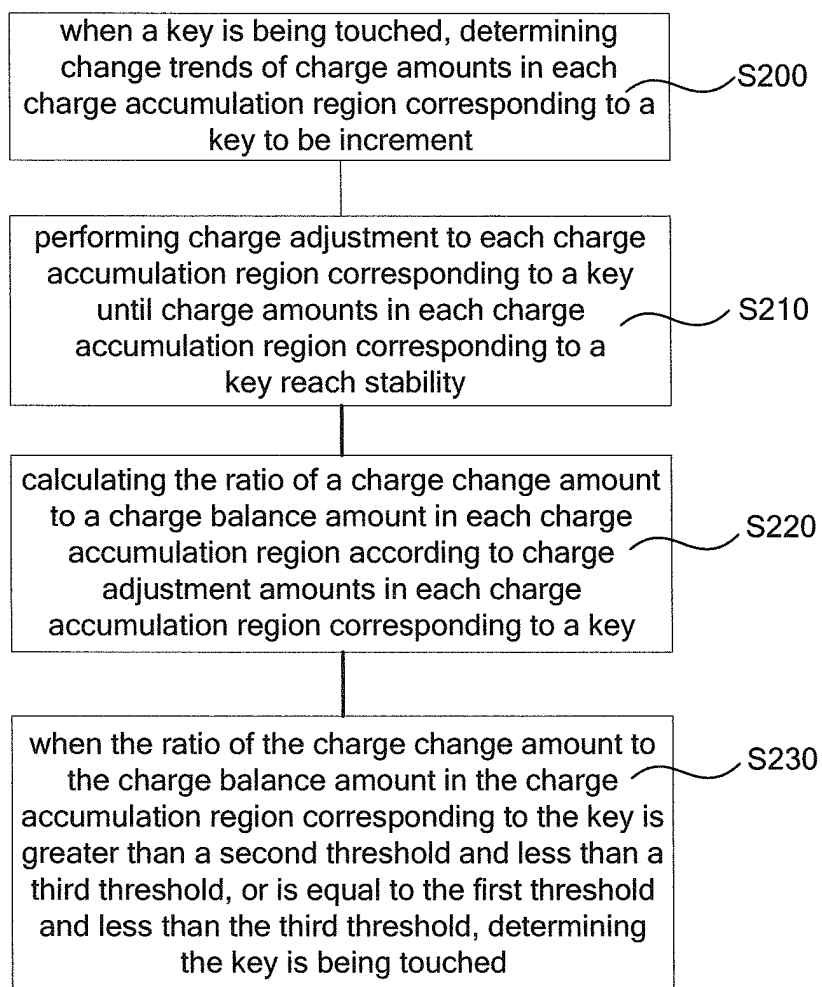 when a key is being touched, determining
change trends of charge amounts in each
charge accumulation region corresponding to a
key to be increment
S200
performing charge adjustment to each charge
accumulation region corresponding to a key
until charge amounts in each charge
accumulation region corresponding to a
key reach stability
S210
calculating the ratio of a charge change amount
to a charge balance amount in each charge
accumulation region according to charge
adjustment amounts in each charge
accumulation region corresponding to a key
S220
when the ratio of the charge change amount to
the charge balance amount in the charge
accumulation region corresponding to the key is
greater than a second threshold and less than a
third threshold, or is equal to the first threshold
and less than the third threshold, determining
the key is being touched
S230